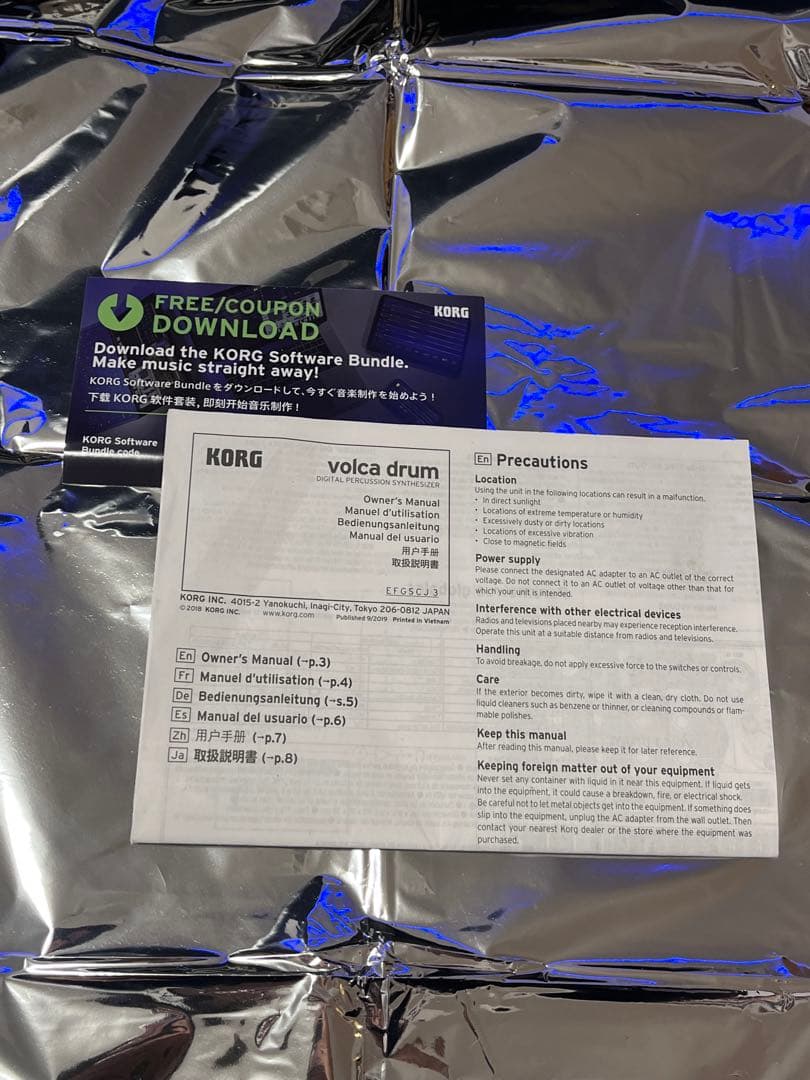 FREE/COUPON
DOWNLOAD
KORG
Download the KORG Software Bundle.
Make music straight away!
KORG Software Bundle をダウンロードして、今すぐ音楽制作を始めよう！
下载 KORG 软件套装, 即刻开始音乐制作！
KORG Software
Bundle code
KORG
volca drum
DIGITAL PERCUSSION SYNTHESIZER
Owner's Manual
Manuel d'utilisation
Bedienungsanleitung
Manual del usuario
用户手册
取扱説明書
EFGSCJ 3
KORG INC. 4015-2 Yanokuchi, Inagi-City, Tokyo 206-0812 JAPAN
© 2018 KORG INC. www.korg.com Published 9/2019 Printed in Vietnam
En Owner's Manual (→p.3)
Fr Manuel d'utilisation (→p.4)
De Bedienungsanleitung (→s.5)
Es Manual del usuario (→p.6)
Zh 用户手册 (→p.7)
Ja 取扱説明書 (→p.8)
En Precautions
Location
Using the unit in the following locations can result in a malfunction.
• In direct sunlight
• Locations of extreme temperature or humidity
• Excessively dusty or dirty locations
• Locations of excessive vibration
• Close to magnetic fields
Power supply
Please connect the designated AC adapter to an AC outlet of the correct
voltage. Do not connect it to an AC outlet of voltage other than that for
which your unit is intended.
Interference with other electrical devices
Radios and televisions placed nearby may experience reception interference.
Operate this unit at a suitable distance from radios and televisions.
Handling
To avoid breakage, do not apply excessive force to the switches or controls.
Care
If the exterior becomes dirty, wipe it with a clean, dry cloth. Do not use
liquid cleaners such as benzene or thinner, or cleaning compounds or flam-
mable polishes.
Keep this manual
After reading this manual, please keep it for later reference.
Keeping foreign matter out of your equipment
Never set any container with liquid in it near this equipment. If liquid gets
into the equipment, it could cause a breakdown, fire, or electrical shock.
Be careful not to let metal objects get into the equipment. If something does
slip into the equipment, unplug the AC adapter from the wall outlet. Then
contact your nearest Korg dealer or the store where the equipment was
purchased.